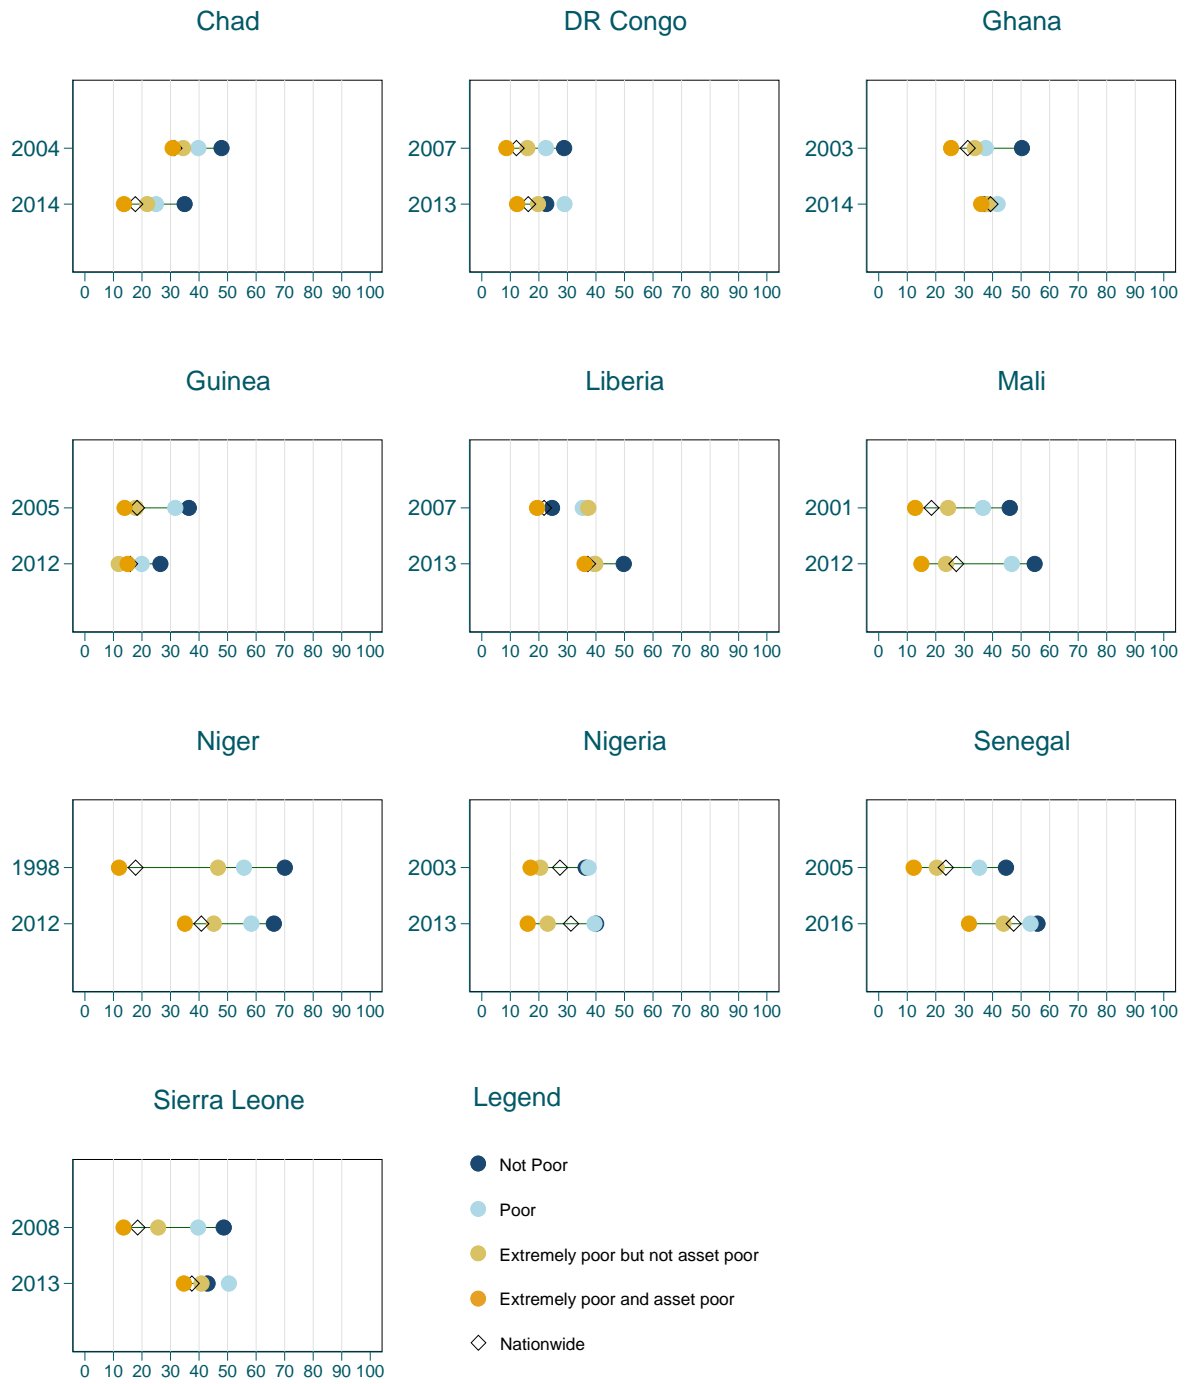 Chad
DR Congo
Ghana
2004
2014
0 10 20 30 40 50 60 70 80 90 100
2007
2013
0 10 20 30 40 50 60 70 80 90 100
2003
2014
0 10 20 30 40 50 60 70 80 90 100
Guinea
Liberia
Mali
2005
2012
0 10 20 30 40 50 60 70 80 90 100
2007
2013
0 10 20 30 40 50 60 70 80 90 100
2001
2012
0 10 20 30 40 50 60 70 80 90 100
Niger
Nigeria
Senegal
1998
2012
0 10 20 30 40 50 60 70 80 90 100
2003
2013
0 10 20 30 40 50 60 70 80 90 100
2005
2016
0 10 20 30 40 50 60 70 80 90 100
Sierra Leone
2008
2013
0 10 20 30 40 50 60 70 80 90 100
Legend
Not Poor
Poor
Extremely poor but not asset poor
Extremely poor and asset poor
Nationwide